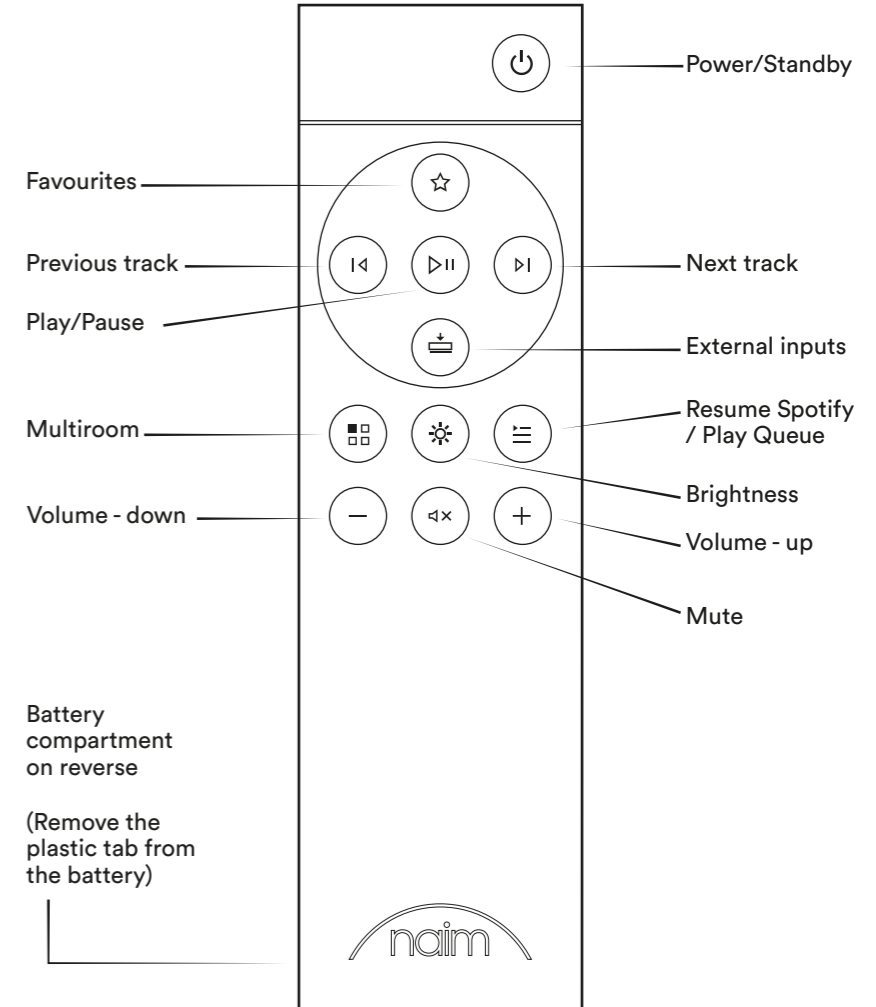 Power/Standby
Favourites
Previous track
Next track
Play/Pause
External inputs
Resume Spotify
/ Play Queue
Multiroom
Brightness
Volume - down
Volume - up
Mute
Battery
compartment
on reverse
(Remove the
plastic tab from
the battery)
naim